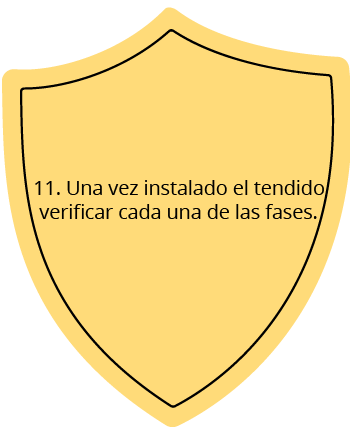 11. Una vez instalado el tendido
verificar cada una de las fases.